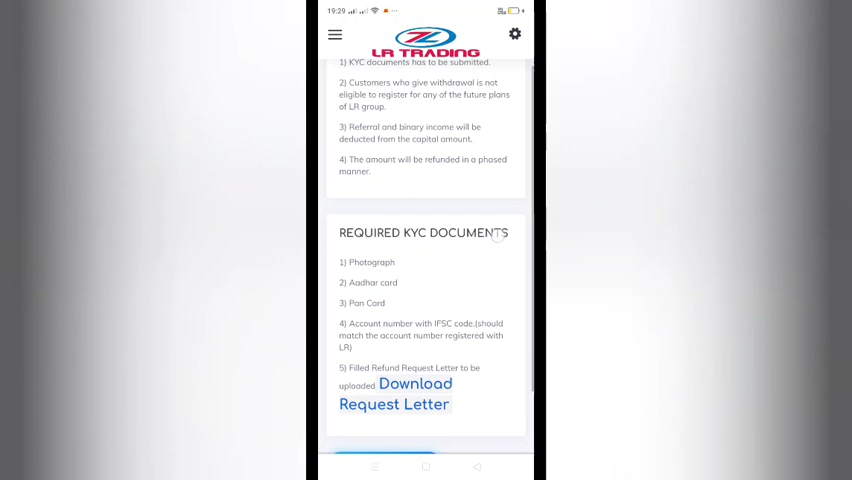 19:29
LR TRADING
1) KYC documents has to be submitted.
2) Customers who give withdrawal is not
eligible to register for any of the future plans
of LR group.
3) Referral and binary income will be
deducted from the capital amount.
4) The amount will be refunded in a phased
manner.
REQUIRED KYC DOCUMENTS
1) Photograph
2) Aadhar card
3) Pan Card
4) Account number with IFSC code,(should
match the account number registered with
LR)
5) Filled Refund Request Letter to be
uploaded Download
Request Letter